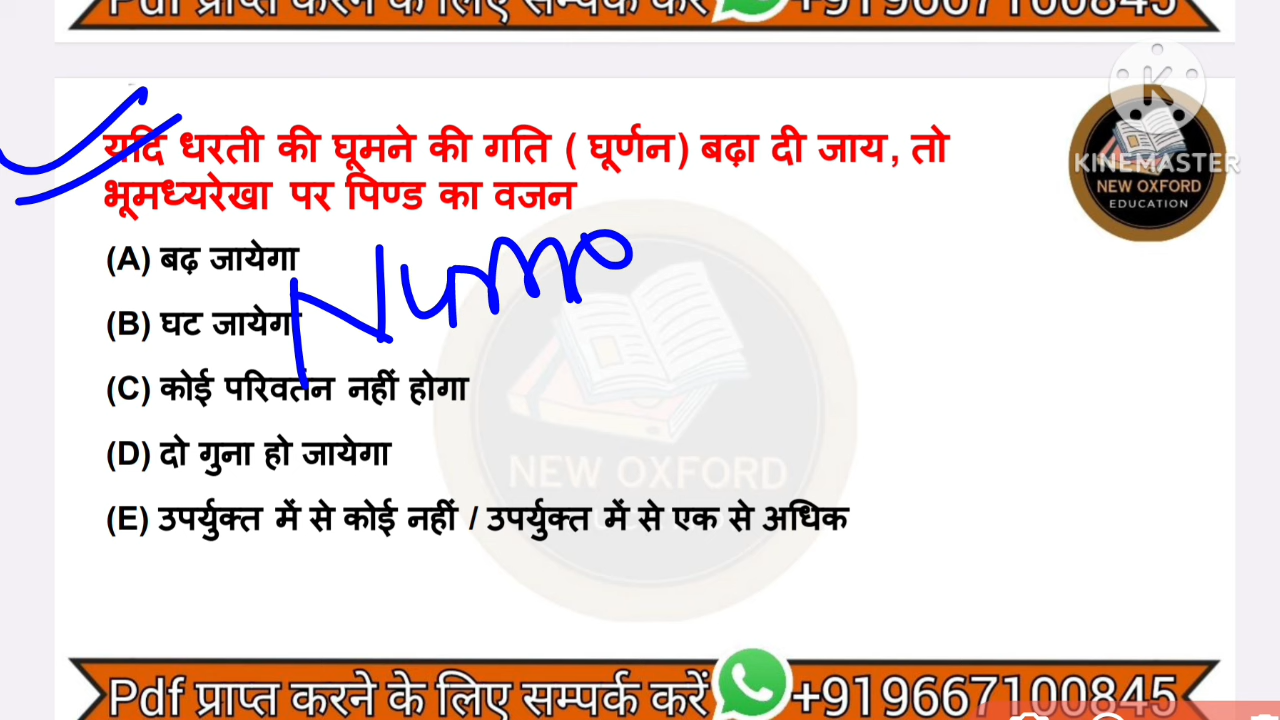 Pdf प्राप्त करने के लिए सम्पर्क करें +919667100845
यदि धरती की घूमने की गति ( घूर्णन) बढ़ा दी जाय, तो
भूमध्यरेखा पर पिण्ड का वजन
K
KINEMASTER
NEW OXFORD
EDUCATION
(A) बढ़ जायेगा
(B) घट जायेगा
(C) कोई परिवर्तन नहीं होगा
(D) दो गुना हो जायेगा
NEW OXFORD
(E) उपर्युक्त में से कोई नहीं / उपर्युक्त में से एक से अधिक
Pdf प्राप्त करने के लिए सम्पर्क करें +919667100845